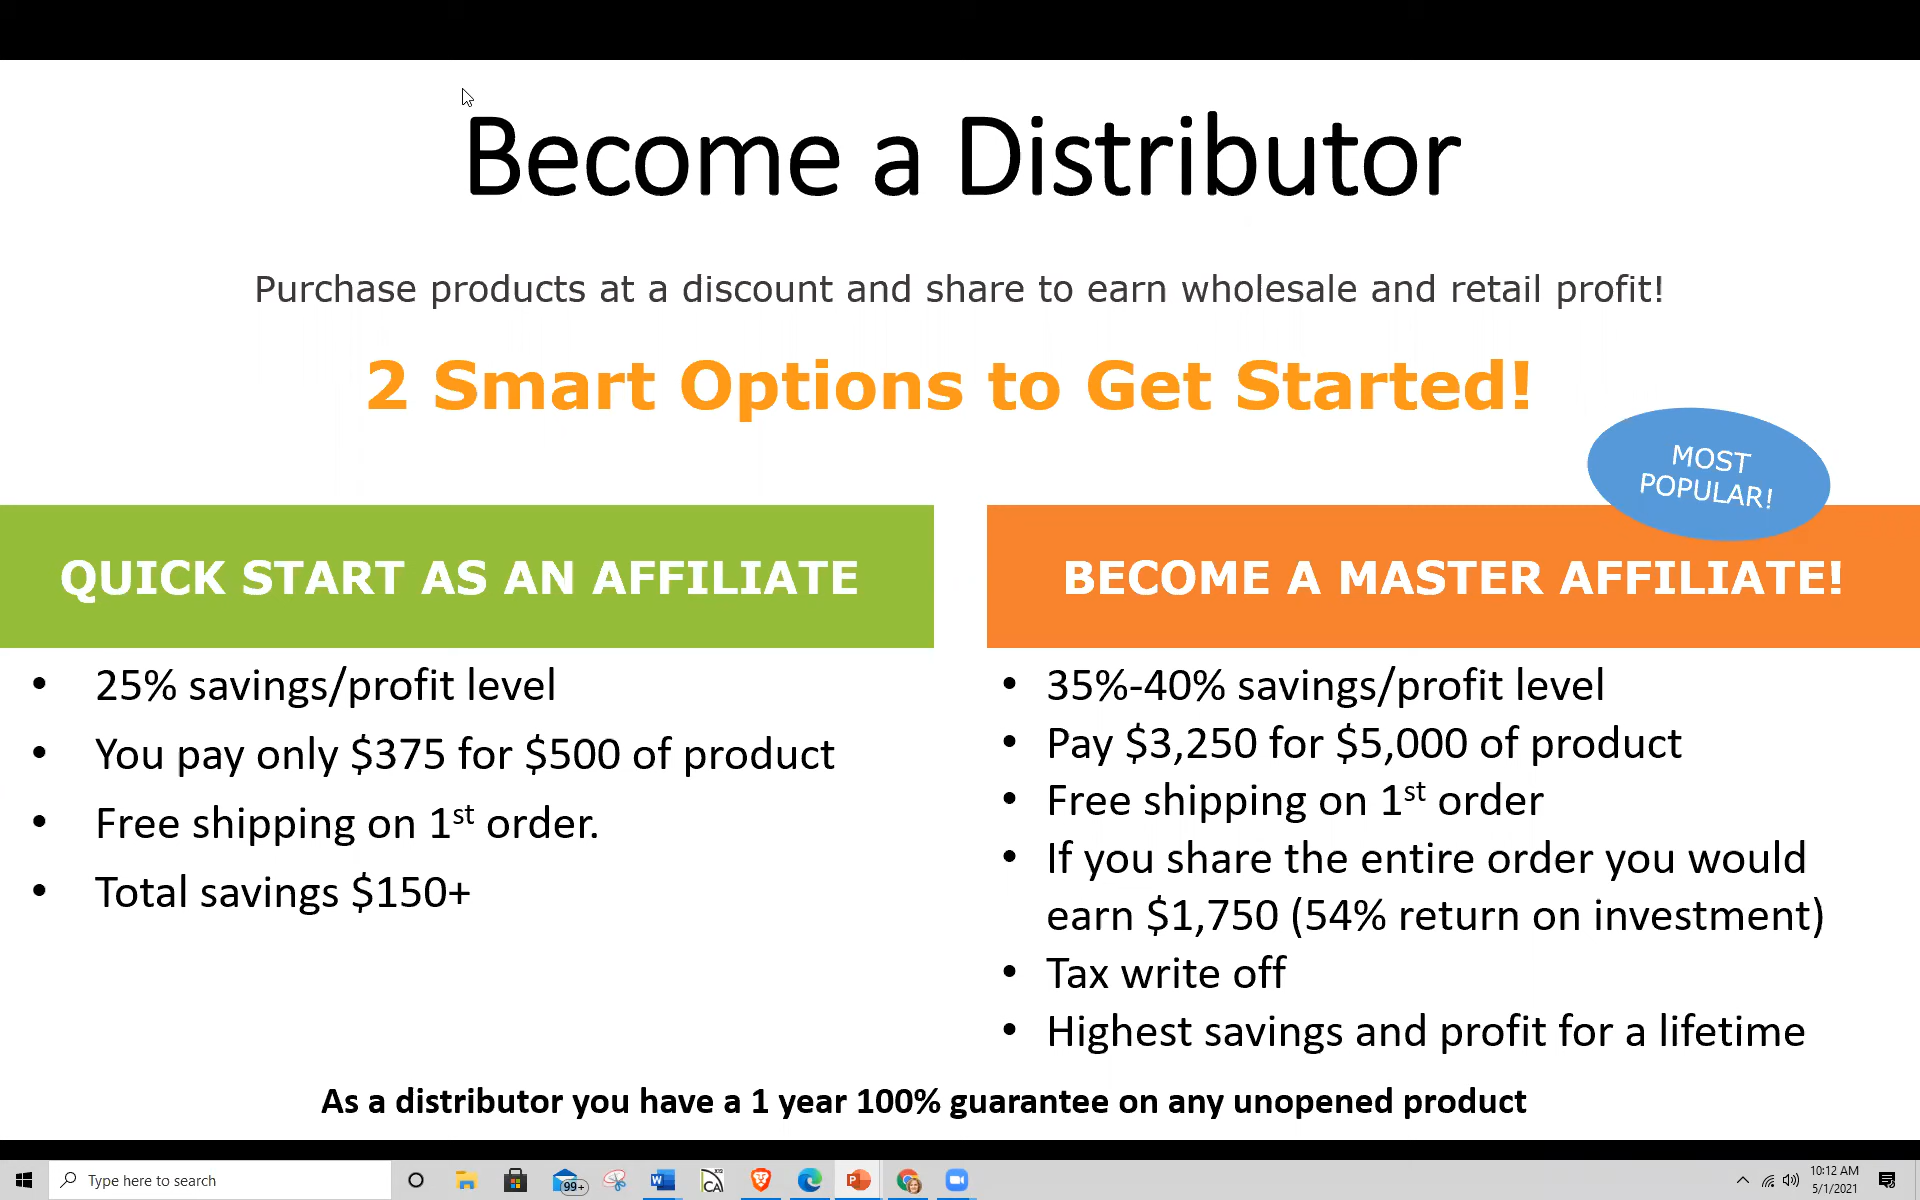 Become a Distributor
Purchase products at a discount and share to earn wholesale and retail profit!
2 Smart Options to Get Started!
MOST
POPULAR!
QUICK START AS AN AFFILIATE
• 25% savings/profit level
• You pay only $375 for $500 of product
• Free shipping on 1st order.
• Total savings $150+
BECOME A MASTER AFFILIATE!
• 35%-40% savings/profit level
• Pay $3,250 for $5,000 of product
• Free shipping on 1st order
• If you share the entire order you would
earn $1,750 (54% return on investment)
• Tax write off
• Highest savings and profit for a lifetime
As a distributor you have a 1 year 100% guarantee on any unopened product
Type here to search
99+
W
CA
P
10:12 AM
5/1/2021